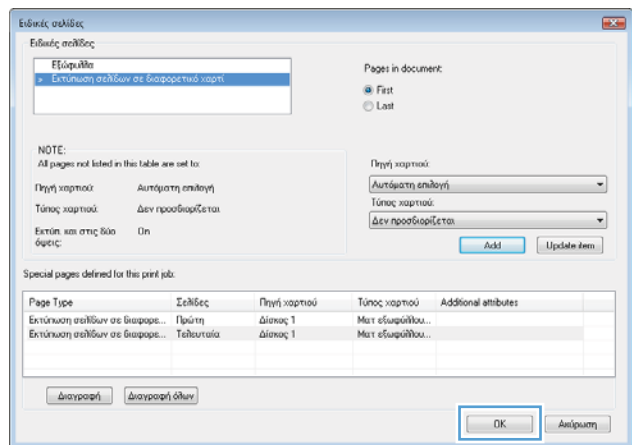 Ειδικές σελίδες
Ειδικές σελίδες
Εξώφυλλα
» Εκτύπωση σελίδων σε διαφορετικό χαρτί
Pages in document:
First
Last
NOTE:
All pages not listed in this table are set to:
Πηγή χαρτιού: Αυτόματη επιλογή
Τύπος χαρτιού: Δεν προσδιορίζεται
Εκτύπ. και στις δύο όψεις: On
Πηγή χαρτιού:
Αυτόματη επιλογή
Τύπος χαρτιού:
Δεν προσδιορίζεται
Add Update item
Special pages defined for this print job:
Page Type Σελίδες Πηγή χαρτιού Τύπος χαρτιού Additional attributes
Εκτύπωση σελίδων σε διαφορε... Πρώτη Δίσκος 1 Ματ εξωφύλλου...
Εκτύπωση σελίδων σε διαφορε... Τελευταία Δίσκος 1 Ματ εξωφύλλου...
Διαγραφή Διαγραφή όλων
OK Ακύρωση